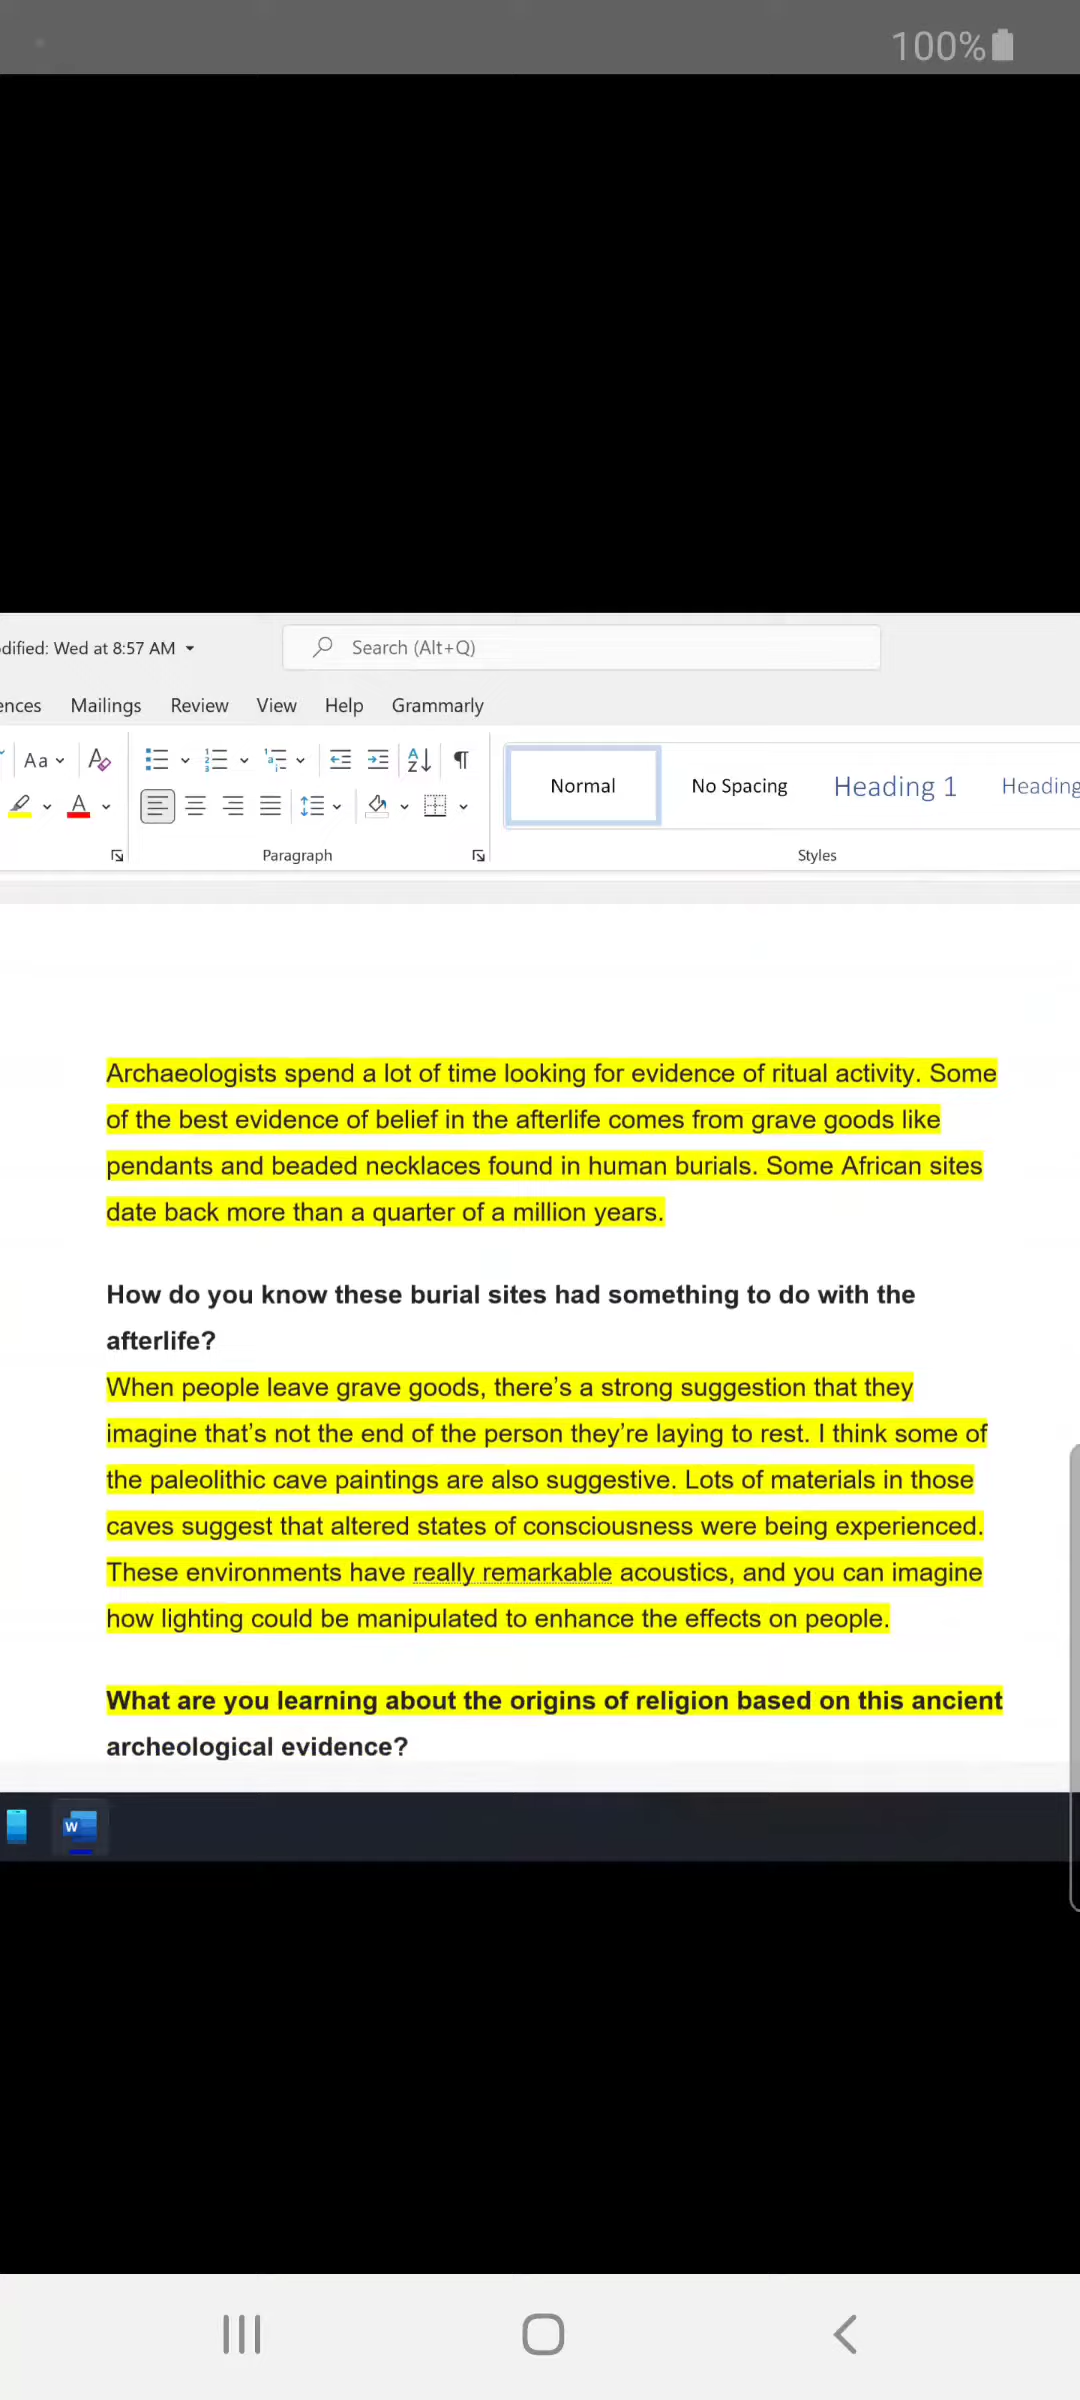 100%
dified: Wed at 8:57 AM
Search (Alt+Q)
ences Mailings Review View Help Grammarly
Aa
Normal No Spacing Heading 1 Heading
Paragraph Styles
Archaeologists spend a lot of time looking for evidence of ritual activity. Some
of the best evidence of belief in the afterlife comes from grave goods like
pendants and beaded necklaces found in human burials. Some African sites
date back more than a quarter of a million years.
How do you know these burial sites had something to do with the
afterlife?
When people leave grave goods, there’s a strong suggestion that they
imagine that’s not the end of the person they’re laying to rest. I think some of
the paleolithic cave paintings are also suggestive. Lots of materials in those
caves suggest that altered states of consciousness were being experienced.
These environments have really remarkable acoustics, and you can imagine
how lighting could be manipulated to enhance the effects on people.
What are you learning about the origins of religion based on this ancient
archeological evidence?
W